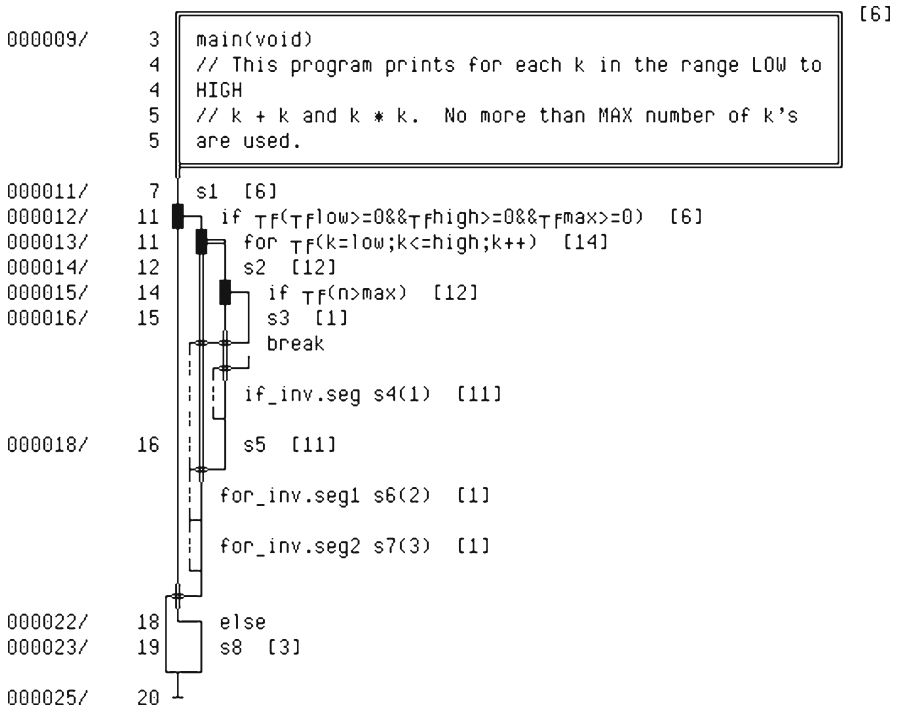 [6]
000009/ 3 main(void)
4 // This program prints for each k in the range LOW to
4 HIGH
5 // k + k and k * k. No more than MAX number of k's
5 are used.
000011/ 7 s1 [6]
000012/ 11 if TF(TFlow>=0&&TFhigh>=0&&TFmax>=0) [6]
000013/ 11 for TF(k=low;k<=high;k++) [14]
000014/ 12 s2 [12]
000015/ 14 if TF(n>max) [12]
000016/ 15 s3 [1]
break
if_inv.seg s4(1) [11]
000018/ 16 s5 [11]
for_inv.seg1 s6(2) [1]
for_inv.seg2 s7(3) [1]
000022/ 18 else
000023/ 19 s8 [3]
000025/ 20